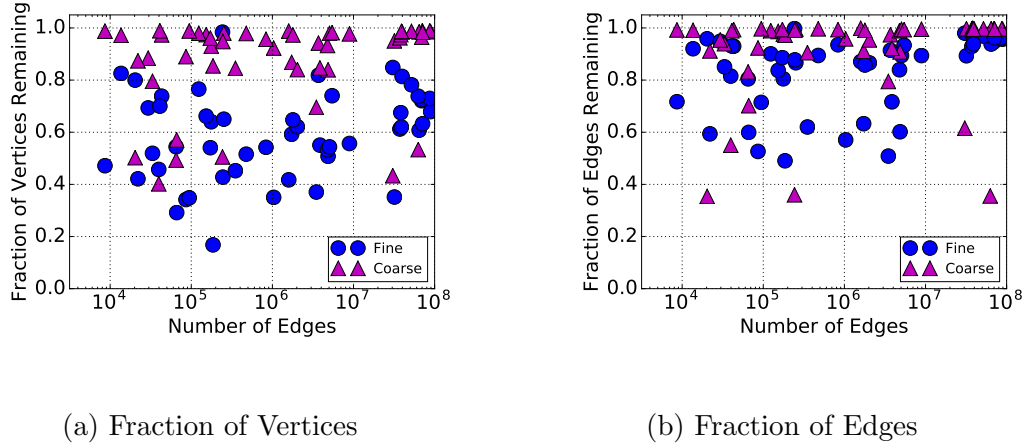 Fraction of Vertices Remaining
1.0
0.8
0.6
0.4
0.2
0.0
10^4
10^5
10^6
10^7
10^8
Number of Edges
Fine
Coarse
(a) Fraction of Vertices
Fraction of Edges Remaining
1.0
0.8
0.6
0.4
0.2
0.0
10^4
10^5
10^6
10^7
10^8
Number of Edges
Fine
Coarse
(b) Fraction of Edges